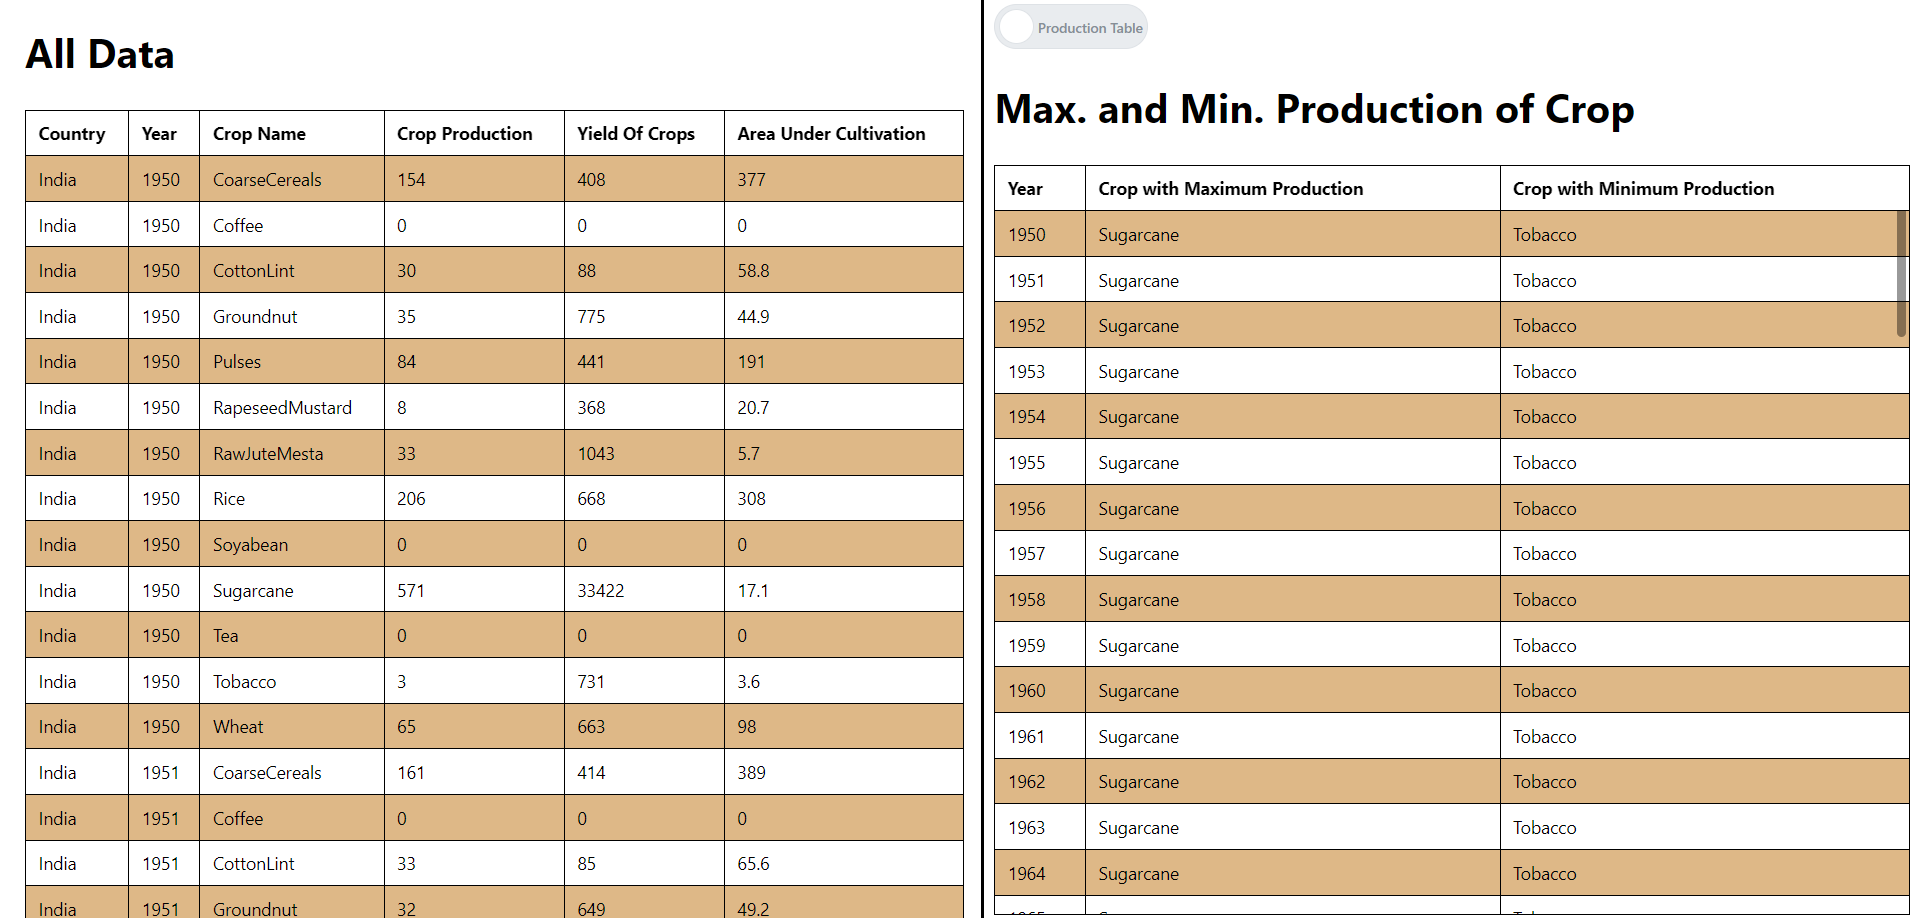 All Data
Country Year Crop Name Crop Production Yield Of Crops Area Under Cultivation
India 1950 CoarseCereals 154 408 377
India 1950 Coffee 0 0 0
India 1950 CottonLint 30 88 58.8
India 1950 Groundnut 35 775 44.9
India 1950 Pulses 84 441 191
India 1950 RapeseedMustard 8 368 20.7
India 1950 RawJuteMesta 33 1043 5.7
India 1950 Rice 206 668 308
India 1950 Soyabean 0 0 0
India 1950 Sugarcane 571 33422 17.1
India 1950 Tea 0 0 0
India 1950 Tobacco 3 731 3.6
India 1950 Wheat 65 663 98
India 1951 CoarseCereals 161 414 389
India 1951 Coffee 0 0 0
India 1951 CottonLint 33 85 65.6
India 1951 Groundnut 32 649 49.2
Production Table
Max. and Min. Production of Crop
Year Crop with Maximum Production Crop with Minimum Production
1950 Sugarcane Tobacco
1951 Sugarcane Tobacco
1952 Sugarcane Tobacco
1953 Sugarcane Tobacco
1954 Sugarcane Tobacco
1955 Sugarcane Tobacco
1956 Sugarcane Tobacco
1957 Sugarcane Tobacco
1958 Sugarcane Tobacco
1959 Sugarcane Tobacco
1960 Sugarcane Tobacco
1961 Sugarcane Tobacco
1962 Sugarcane Tobacco
1963 Sugarcane Tobacco
1964 Sugarcane Tobacco